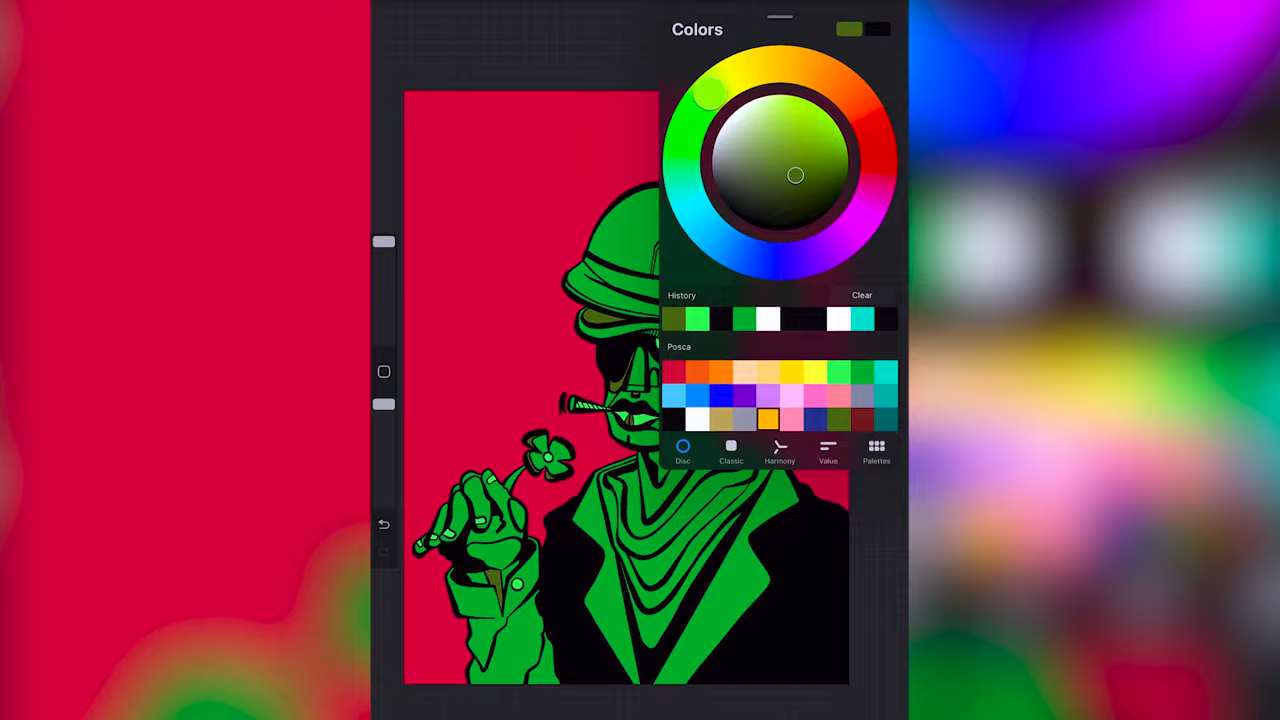 Colors
History Clear
Posca
Disc Classic Harmony Value Palettes